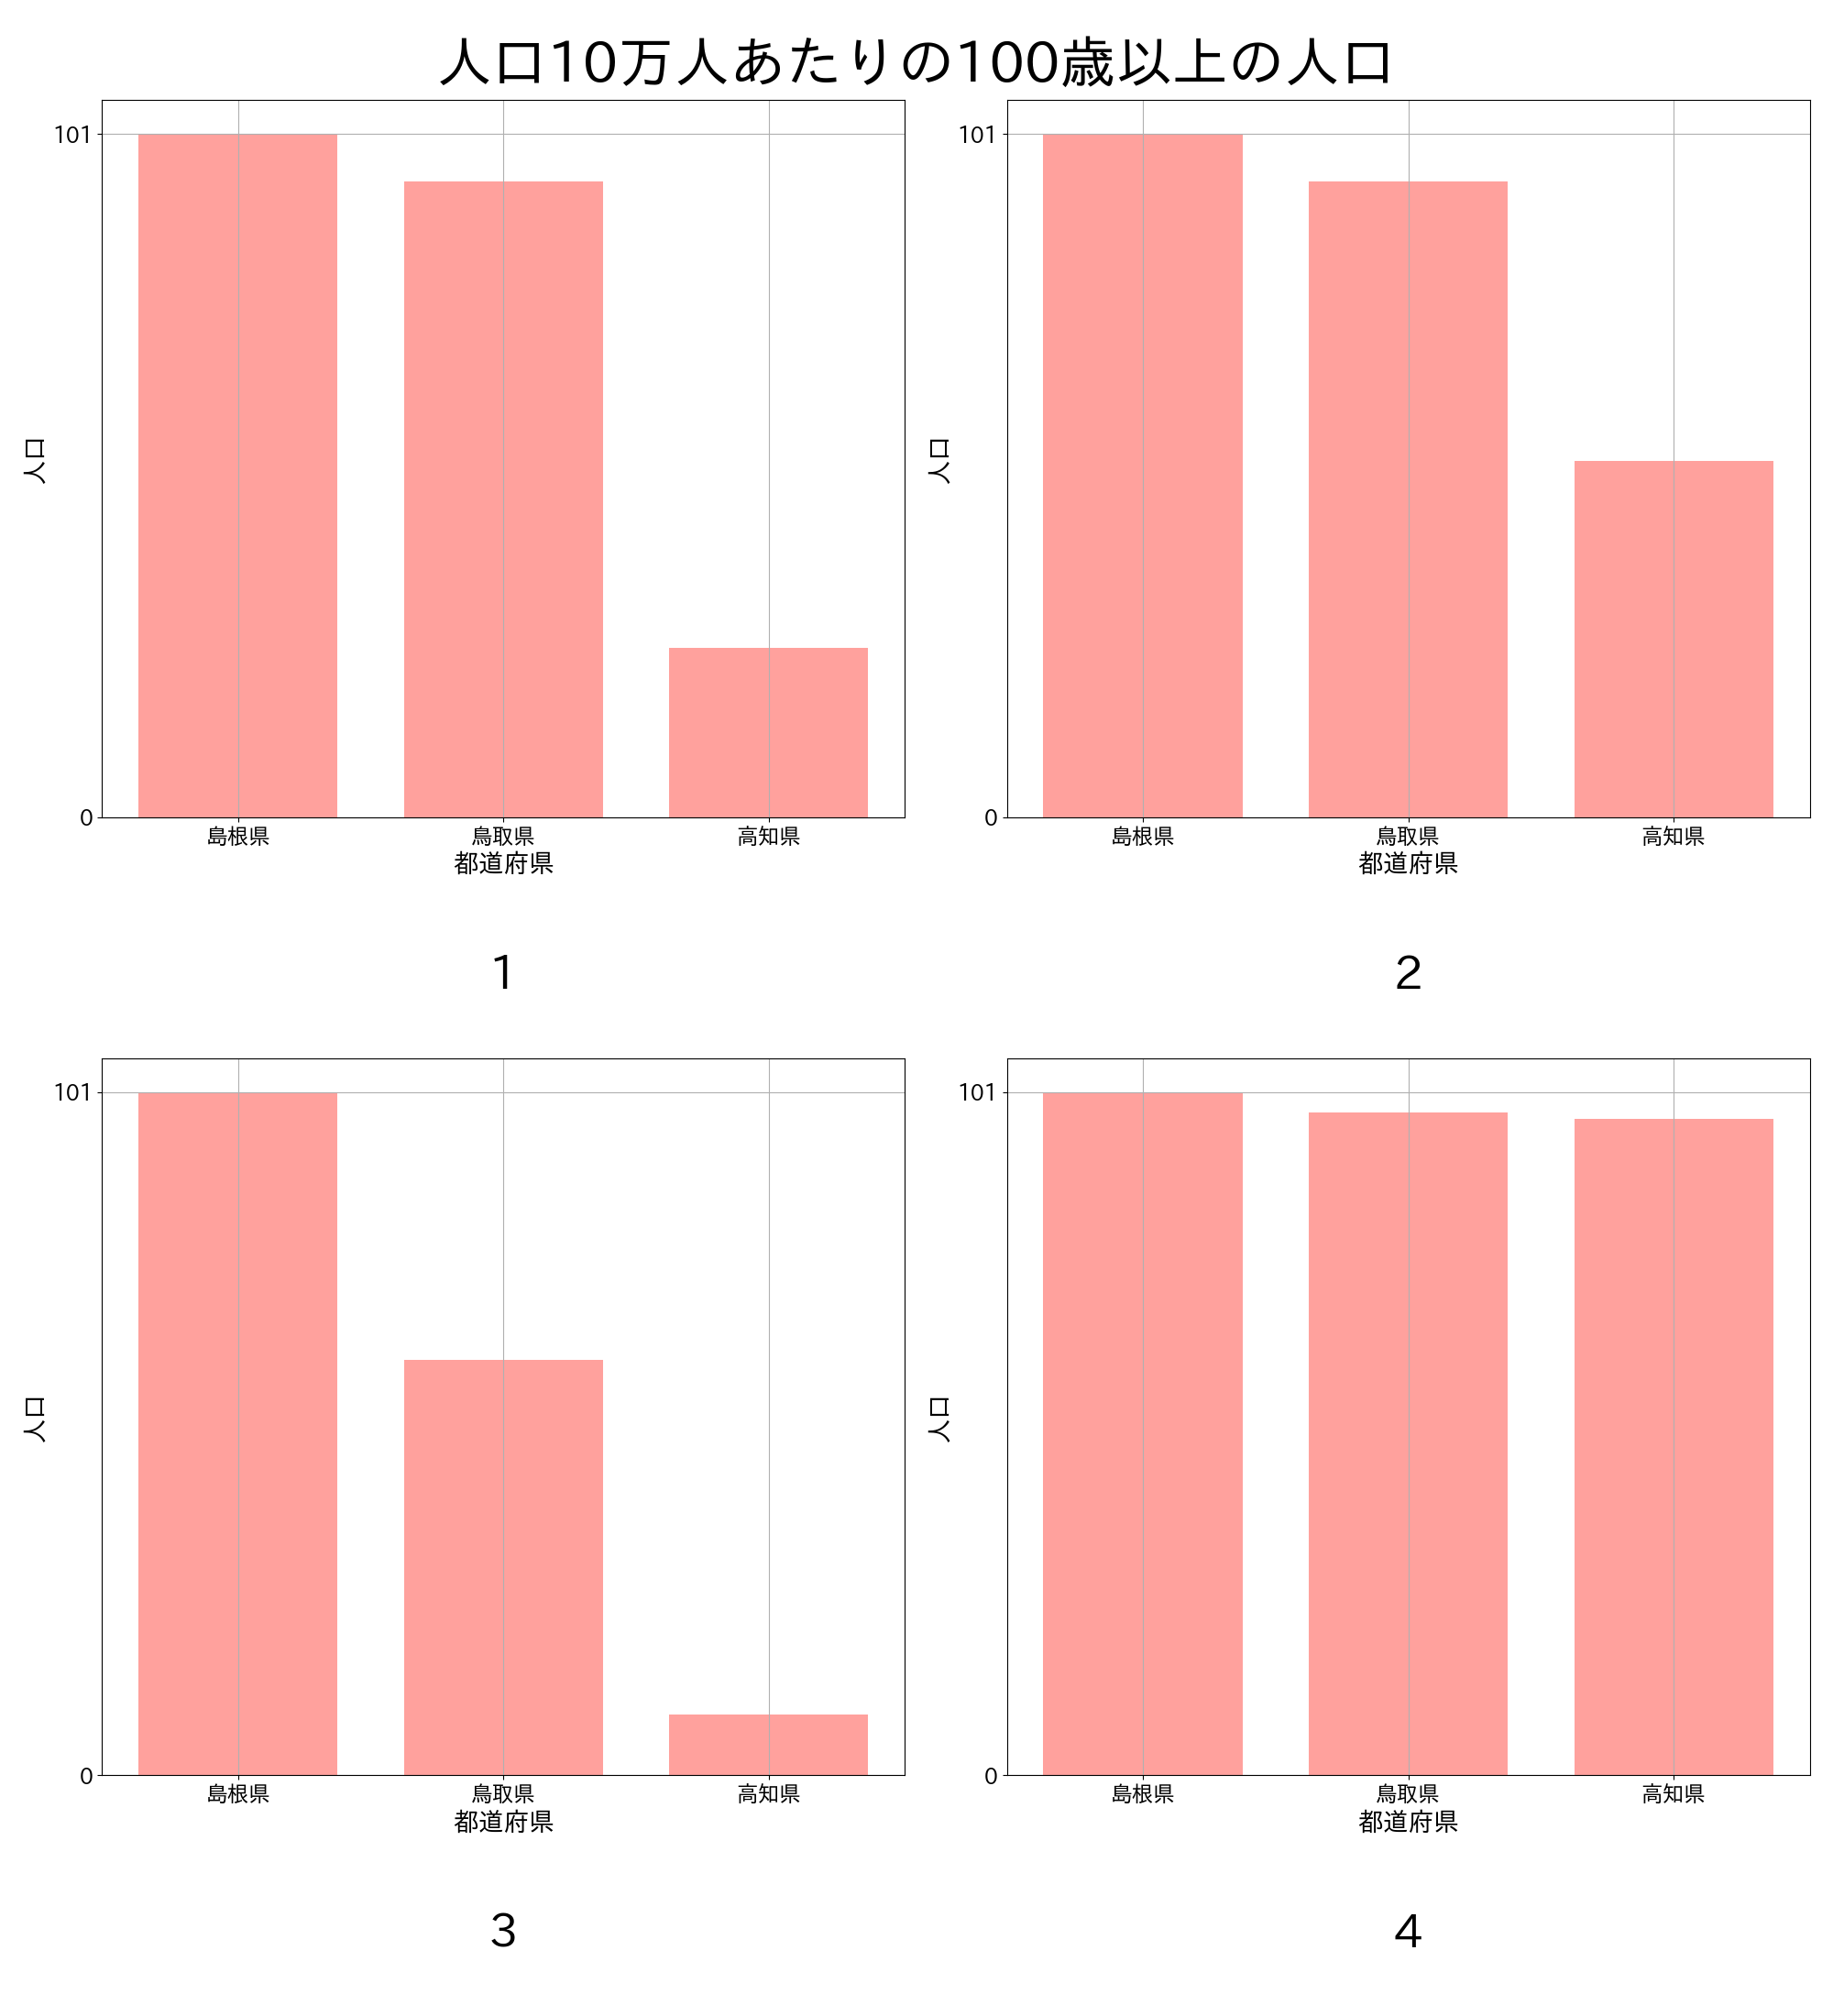 人口10万人あたりの100歳以上の人口
101
人口
0
島根県 鳥取県 高知県
都道府県
1
101
人口
0
島根県 鳥取県 高知県
都道府県
2
101
人口
0
島根県 鳥取県 高知県
都道府県
3
101
人口
0
島根県 鳥取県 高知県
都道府県
4